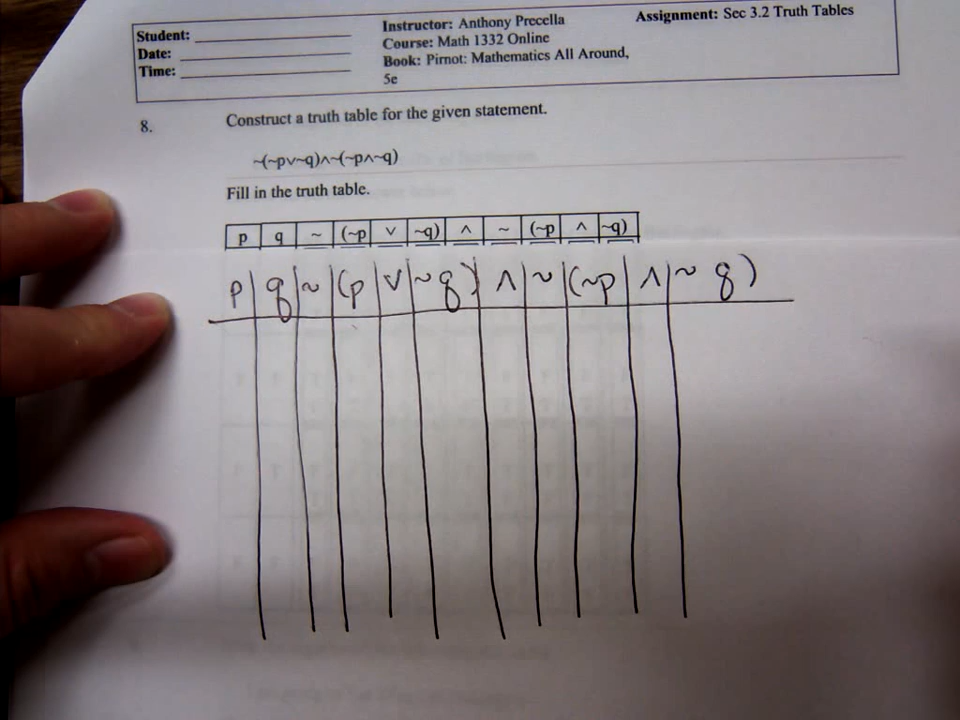 Student:
Date:
Time:
Instructor: Anthony Precella
Course: Math 1332 Online
Book: Pirnot: Mathematics All Around,
5e
Assignment: Sec 3.2 Truth Tables
8.
Construct a truth table for the given statement.
~(~p∨~q)∧~(~p∧~q)
Fill in the truth table.
p q ~ (~p ∨ ~q) ∧ ~ (~p ∧ ~q)
p q ~ (p ∨ ~q) ∧ ~ (~p ∧ ~q)